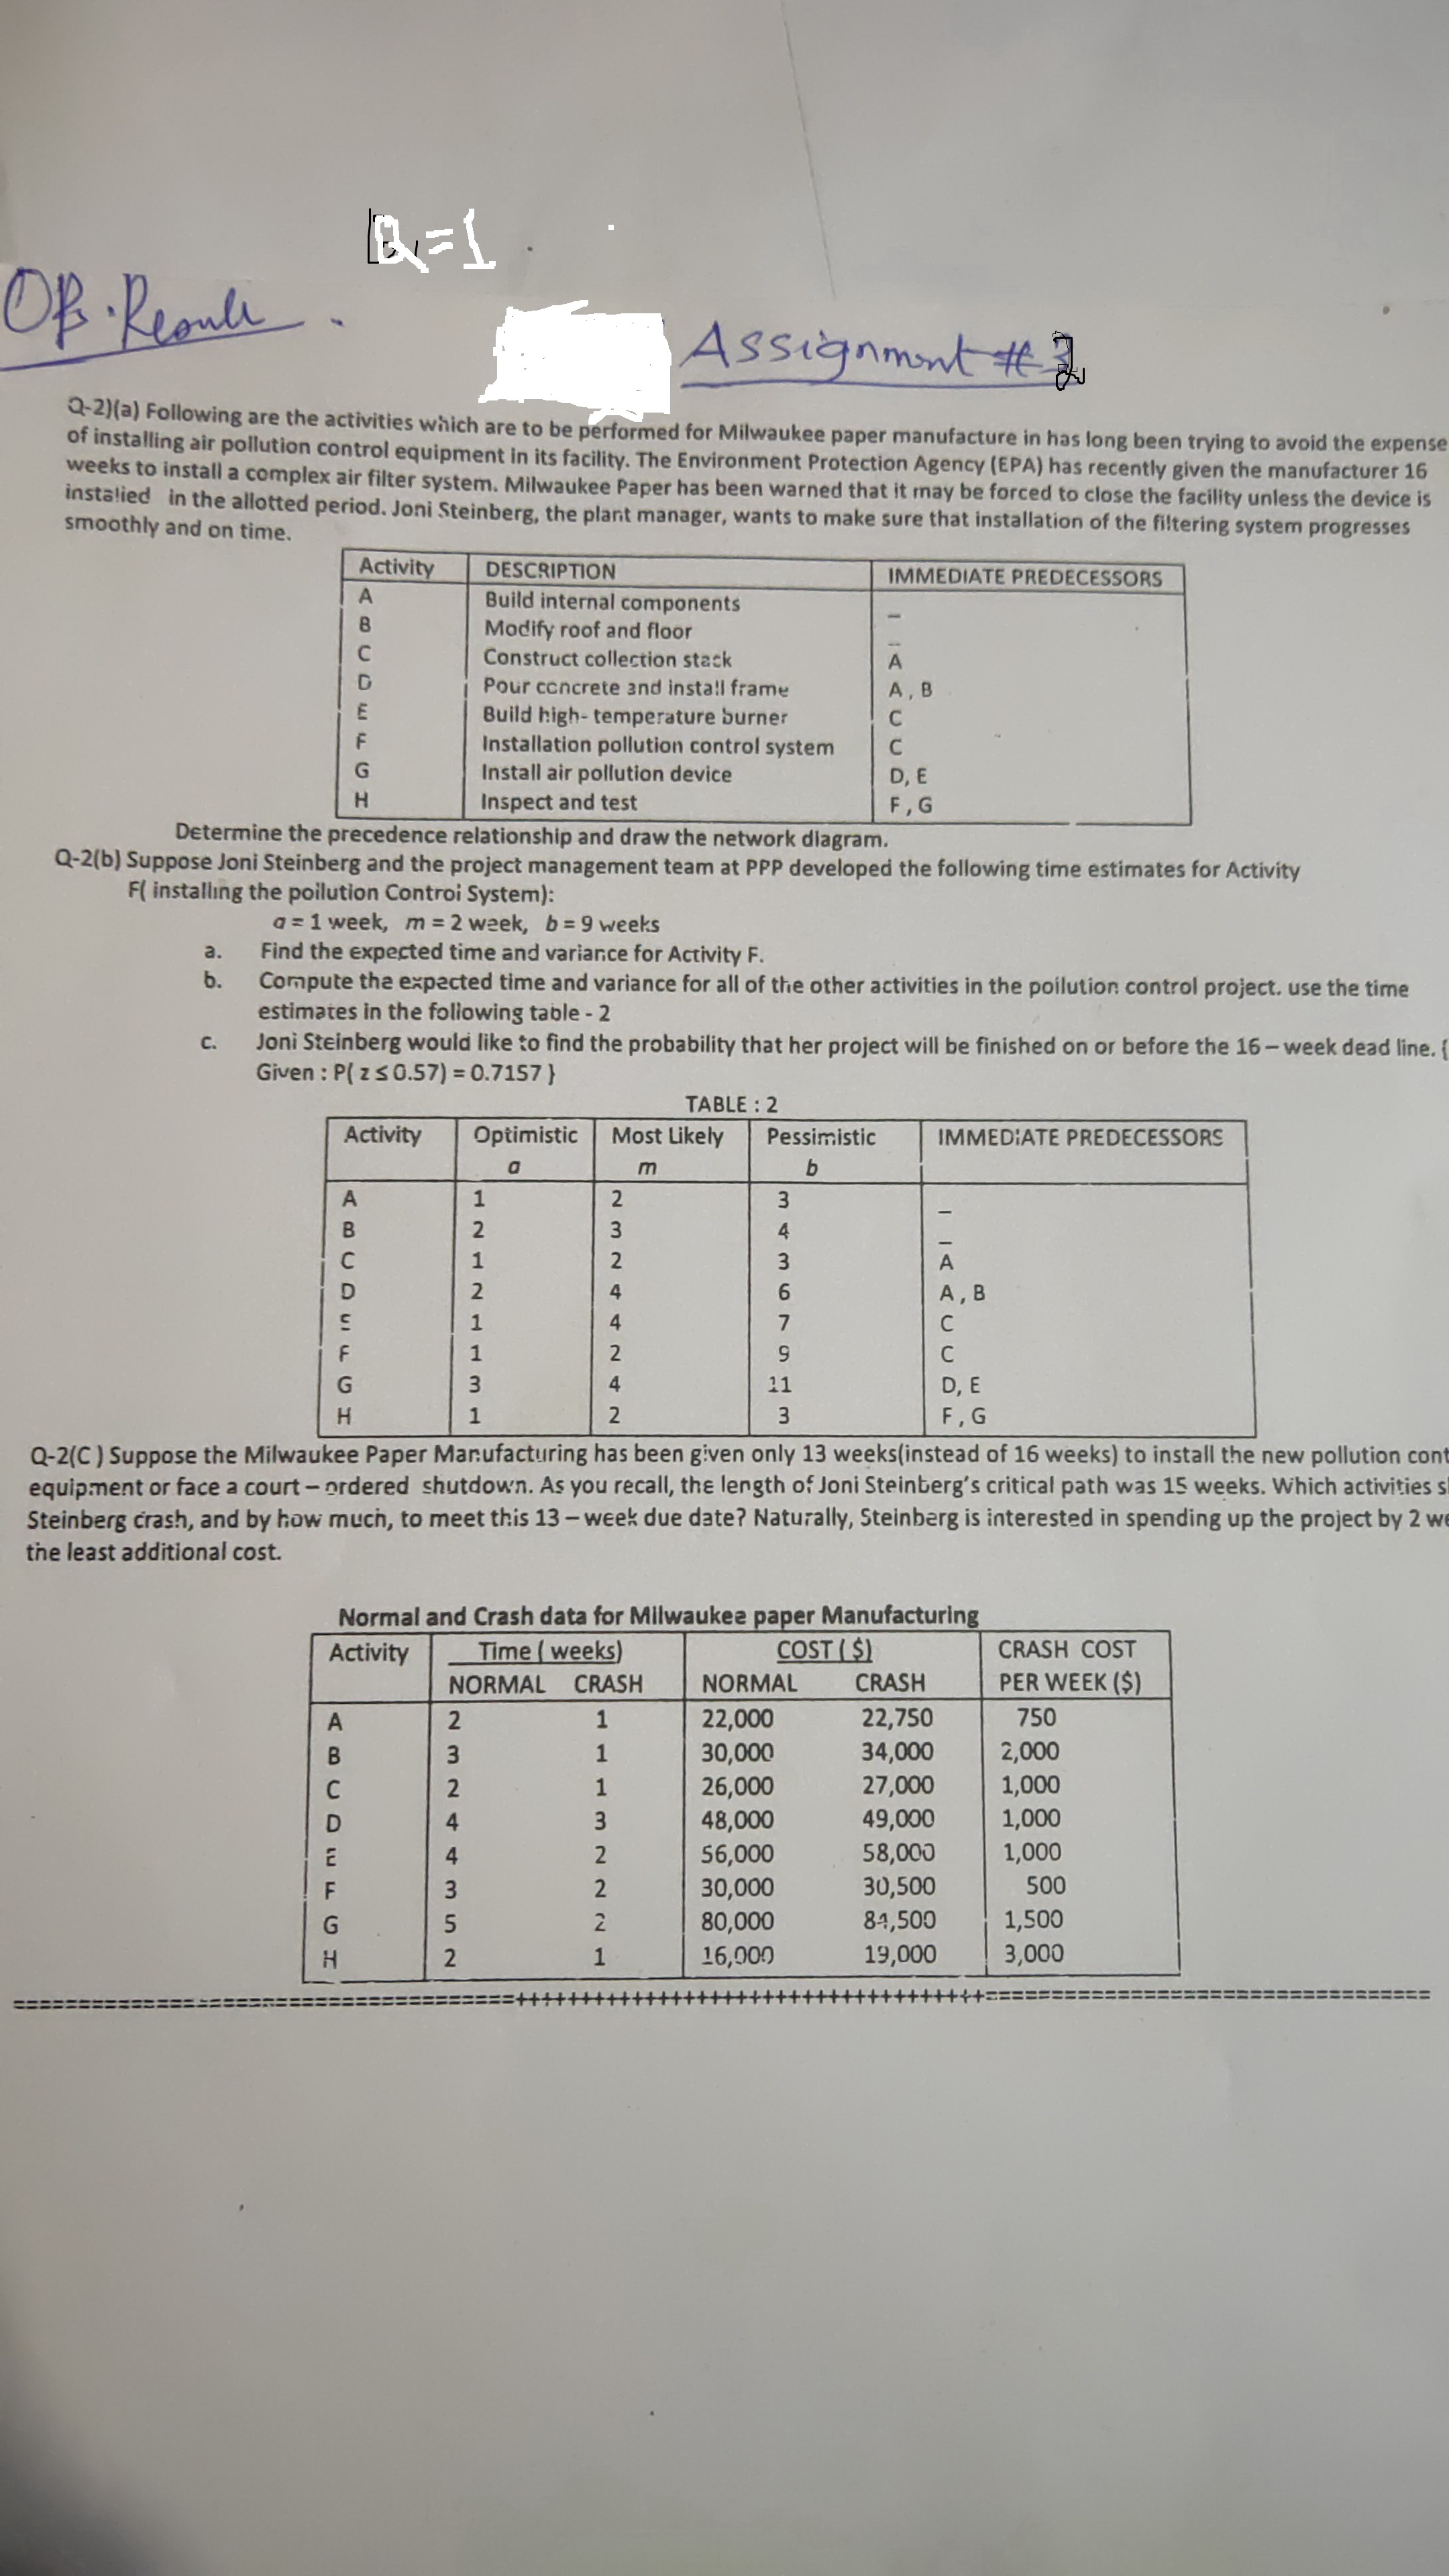 Q=1
OP. Result.
Assignment # 2
Q-2)(a) Following are the activities which are to be performed for Milwaukee paper manufacture in has long been trying to avoid the expense
of installing air pollution control equipment in its facility. The Environment Protection Agency (EPA) has recently given the manufacturer 16
weeks to install a complex air filter system. Milwaukee Paper has been warned that it may be forced to close the facility unless the device is
installed in the allotted period. Joni Steinberg, the plant manager, wants to make sure that installation of the filtering system progresses
smoothly and on time.
Activity DESCRIPTION IMMEDIATE PREDECESSORS
A Build internal components –
B Modify roof and floor –
C Construct collection stack A
D Pour concrete and install frame A , B
E Build high- temperature burner C
F Installation pollution control system C
G Install air pollution device D, E
H Inspect and test F , G
Determine the precedence relationship and draw the network diagram.
Q-2(b) Suppose Joni Steinberg and the project management team at PPP developed the following time estimates for Activity
F( installing the pollution Control System):
a = 1 week, m = 2 week, b = 9 weeks
a. Find the expected time and variance for Activity F.
b. Compute the expected time and variance for all of the other activities in the pollution control project. use the time
estimates in the following table - 2
c. Joni Steinberg would like to find the probability that her project will be finished on or before the 16 – week dead line. {
Given : P( z ≤ 0.57) = 0.7157 }
TABLE : 2
Activity Optimistic Most Likely Pessimistic IMMEDIATE PREDECESSORS
a m b
A 1 2 3 –
B 2 3 4 –
C 1 2 3 A
D 2 4 6 A , B
E 1 4 7 C
F 1 2 9 C
G 3 4 11 D, E
H 1 2 3 F , G
Q-2(C ) Suppose the Milwaukee Paper Manufacturing has been given only 13 weeks(instead of 16 weeks) to install the new pollution cont
equipment or face a court – ordered shutdown. As you recall, the length of Joni Steinberg's critical path was 15 weeks. Which activities s
Steinberg crash, and by how much, to meet this 13 – week due date? Naturally, Steinberg is interested in spending up the project by 2 we
the least additional cost.
Normal and Crash data for Milwaukee paper Manufacturing
Activity Time ( weeks) COST ( $) CRASH COST
NORMAL CRASH NORMAL CRASH PER WEEK ($)
A 2 1 22,000 22,750 750
B 3 1 30,000 34,000 2,000
C 2 1 26,000 27,000 1,000
D 4 3 48,000 49,000 1,000
E 4 2 56,000 58,000 1,000
F 3 2 30,000 30,500 500
G 5 2 80,000 84,500 1,500
H 2 1 16,000 19,000 3,000